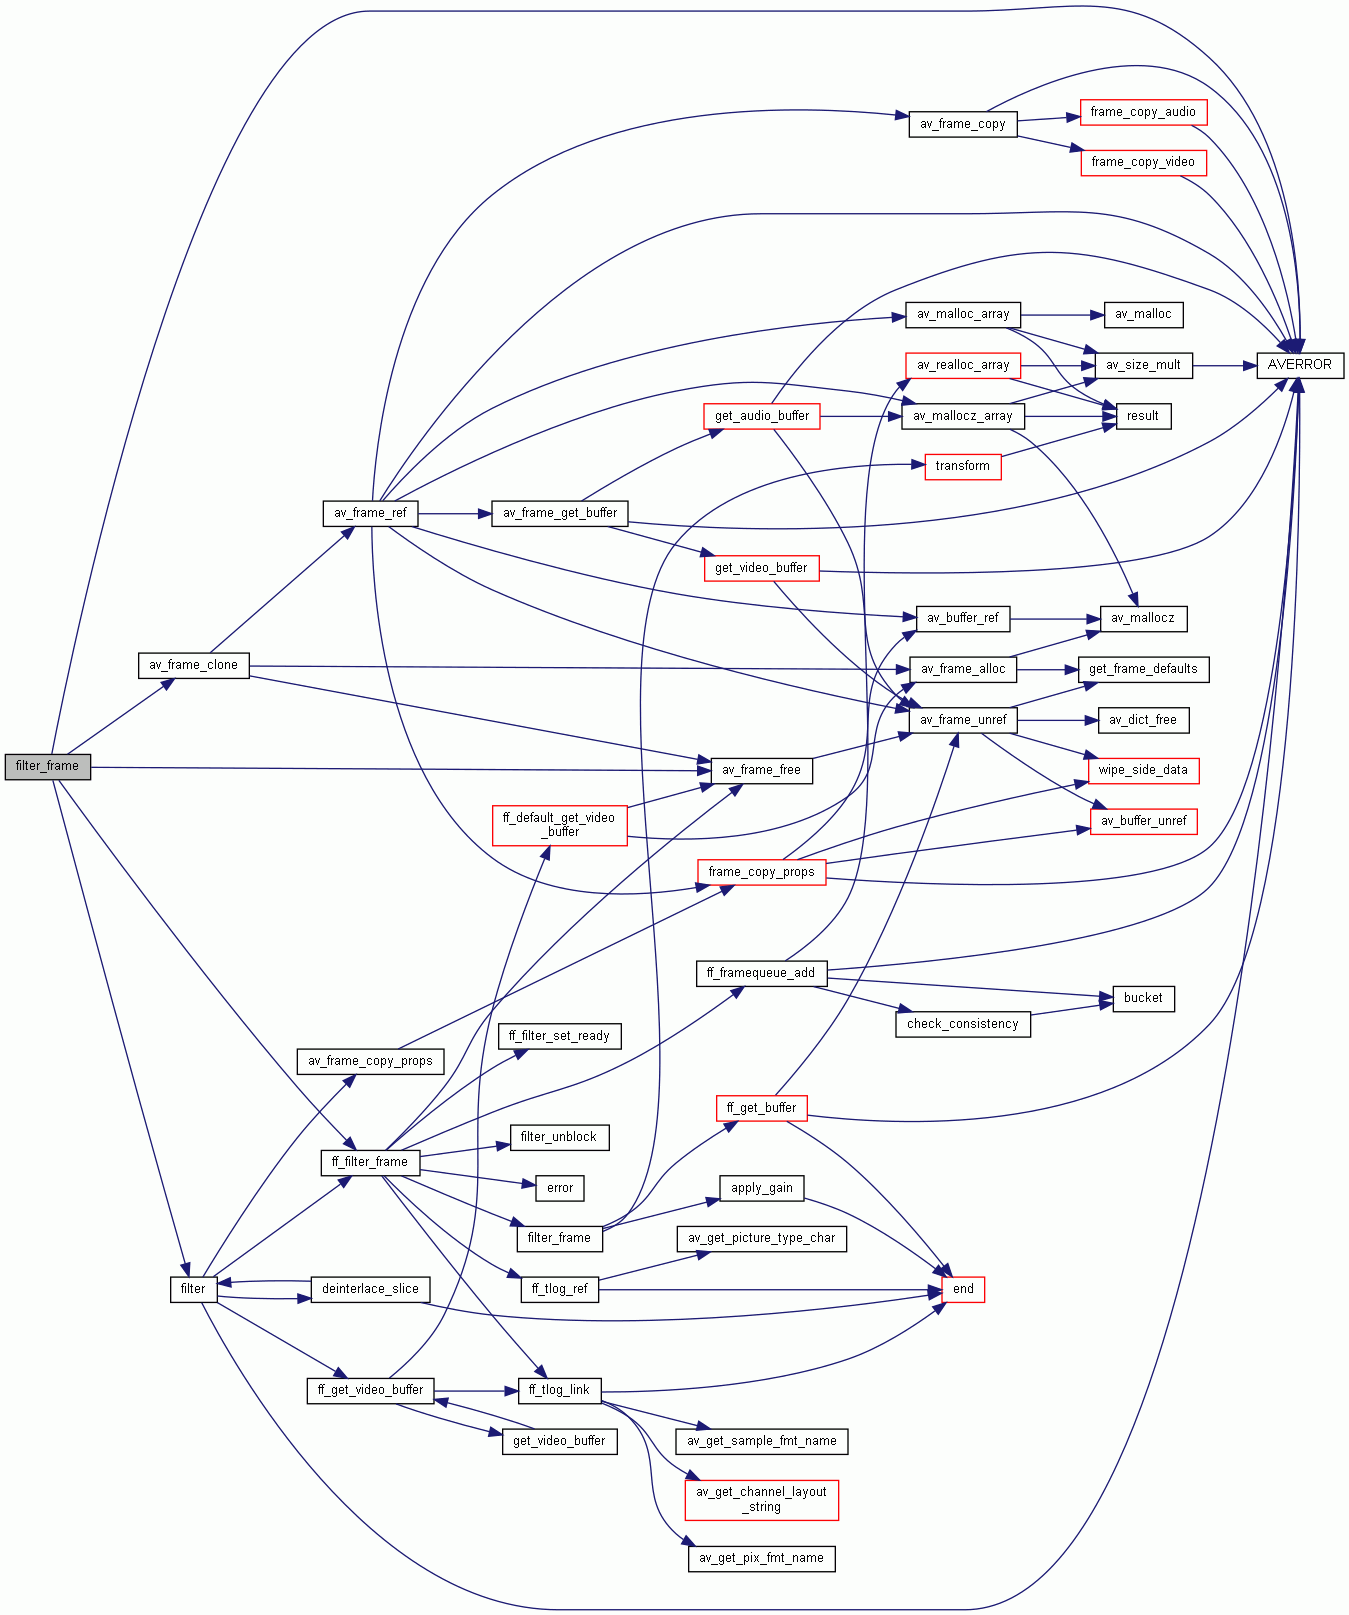 frame_copy_audio
av_frame_copy
frame_copy_video
av_malloc_array
av_malloc
av_realloc_array
av_size_mult
AVERROR
get_audio_buffer
av_mallocz_array
result
transform
av_frame_ref
av_frame_get_buffer
get_video_buffer
av_buffer_ref
av_mallocz
av_frame_clone
av_frame_alloc
get_frame_defaults
av_frame_unref
av_dict_free
filter_frame
av_frame_free
wipe_side_data
ff_default_get_video
_buffer
av_buffer_unref
frame_copy_props
ff_framequeue_add
bucket
check_consistency
ff_filter_set_ready
av_frame_copy_props
ff_get_buffer
filter_unblock
ff_filter_frame
error
apply_gain
filter_frame
av_get_picture_type_char
filter
deinterlace_slice
ff_tlog_ref
end
ff_get_video_buffer
ff_tlog_link
get_video_buffer
av_get_sample_fmt_name
av_get_channel_layout
_string
av_get_pix_fmt_name